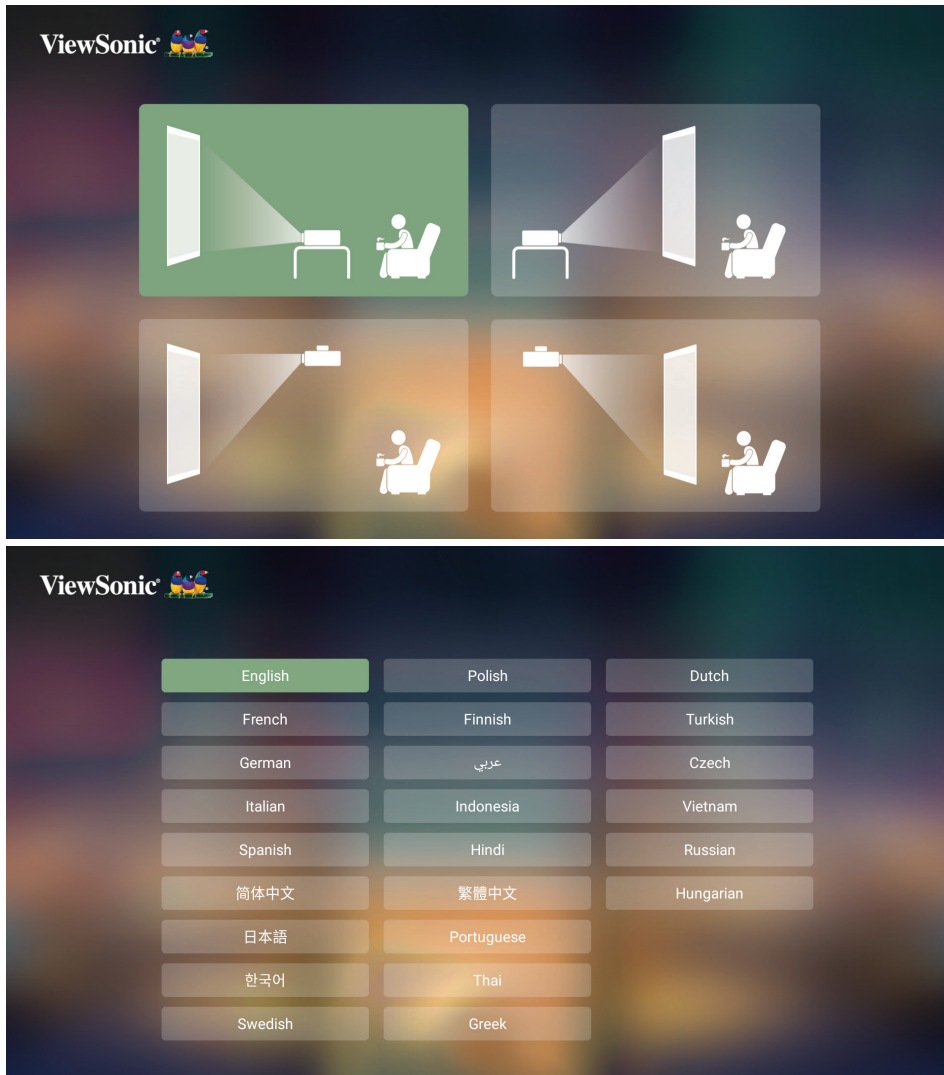 ViewSonic®
ViewSonic®
English Polish Dutch
French Finnish Turkish
German عربي Czech
Italian Indonesia Vietnam
Spanish Hindi Russian
简体中文 繁體中文 Hungarian
日本語 Portuguese
한국어 Thai
Swedish Greek